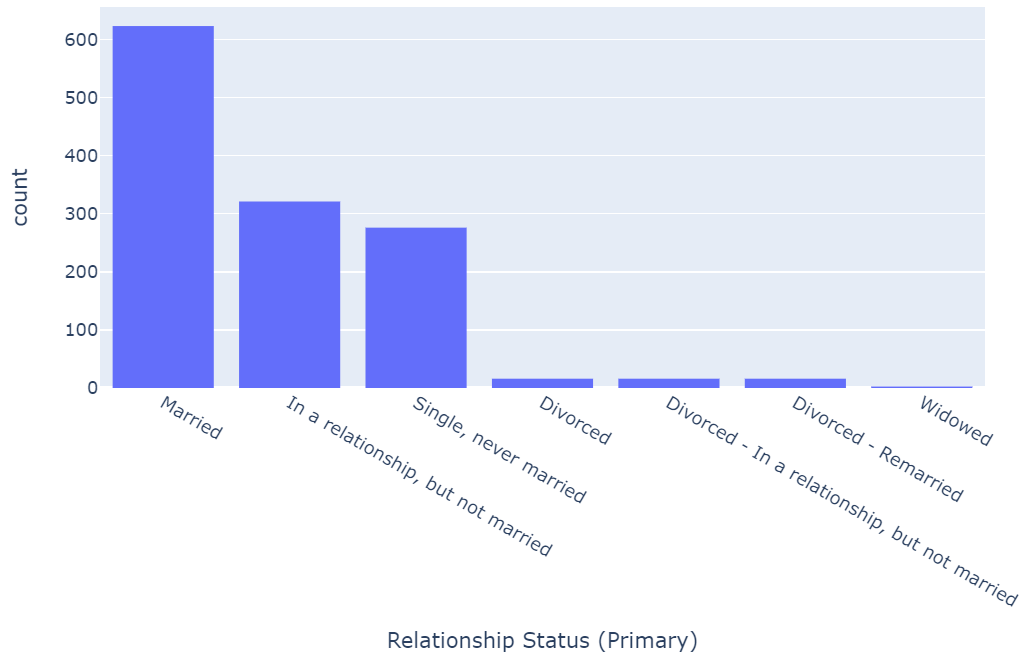 600
500
400
300
200
100
0
count
Married
In a relationship, but not married
Single, never married
Divorced
Divorced - In a relationship, but not married
Divorced - Remarried
Widowed
Relationship Status (Primary)